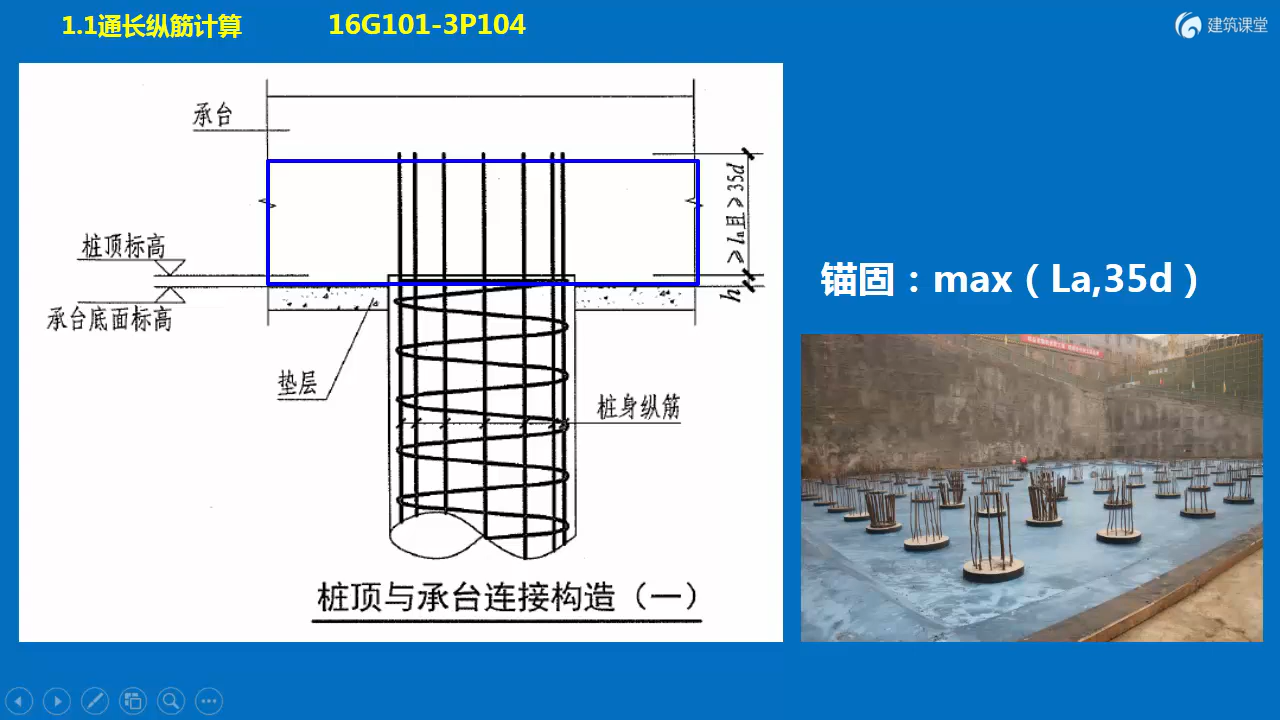 1.1通长纵筋计算
16G101-3P104
建筑课堂
承台
≥la且≥35d
桩顶标高
h
承台底面标高
垫层
桩身纵筋
桩顶与承台连接构造（一）
锚固：max（La,35d）